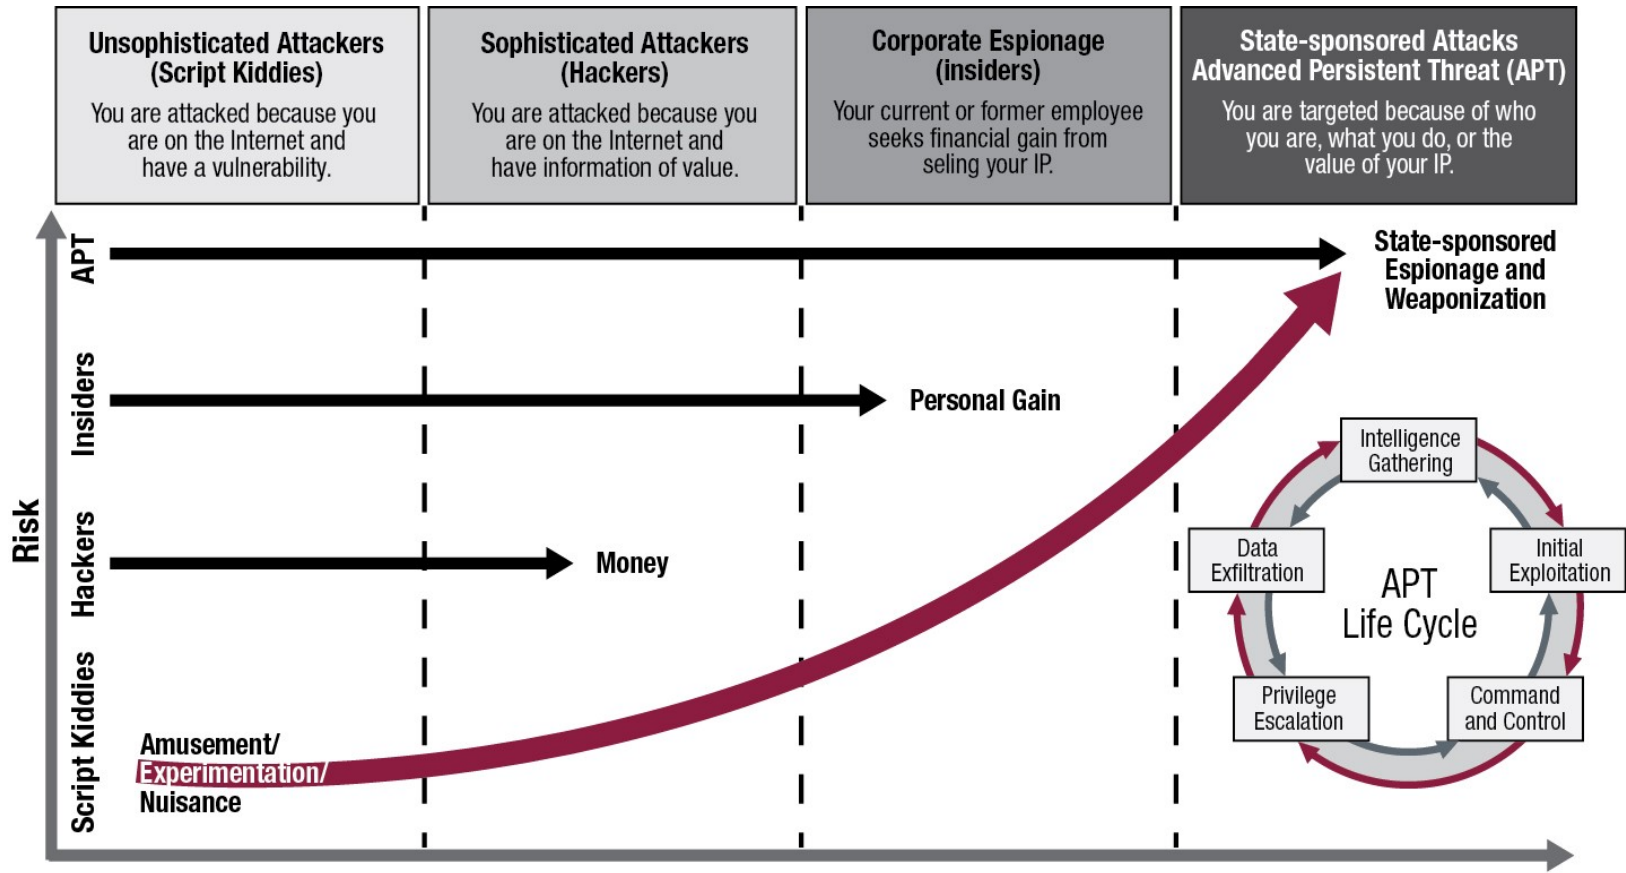 Unsophisticated Attackers
(Script Kiddies)
You are attacked because you
are on the Internet and
have a vulnerability.
Sophisticated Attackers
(Hackers)
You are attacked because you
are on the Internet and
have information of value.
Corporate Espionage
(insiders)
Your current or former employee
seeks financial gain from
seling your IP.
State-sponsored Attacks
Advanced Persistent Threat (APT)
You are targeted because of who
you are, what you do, or the
value of your IP.
Risk
APT
State-sponsored
Espionage and
Weaponization
Insiders
Personal Gain
Hackers
Money
Script Kiddies
Amusement/
Experimentation/
Nuisance
Intelligence
Gathering
Initial
Exploitation
Command
and Control
Privilege
Escalation
Data
Exfiltration
APT
Life Cycle